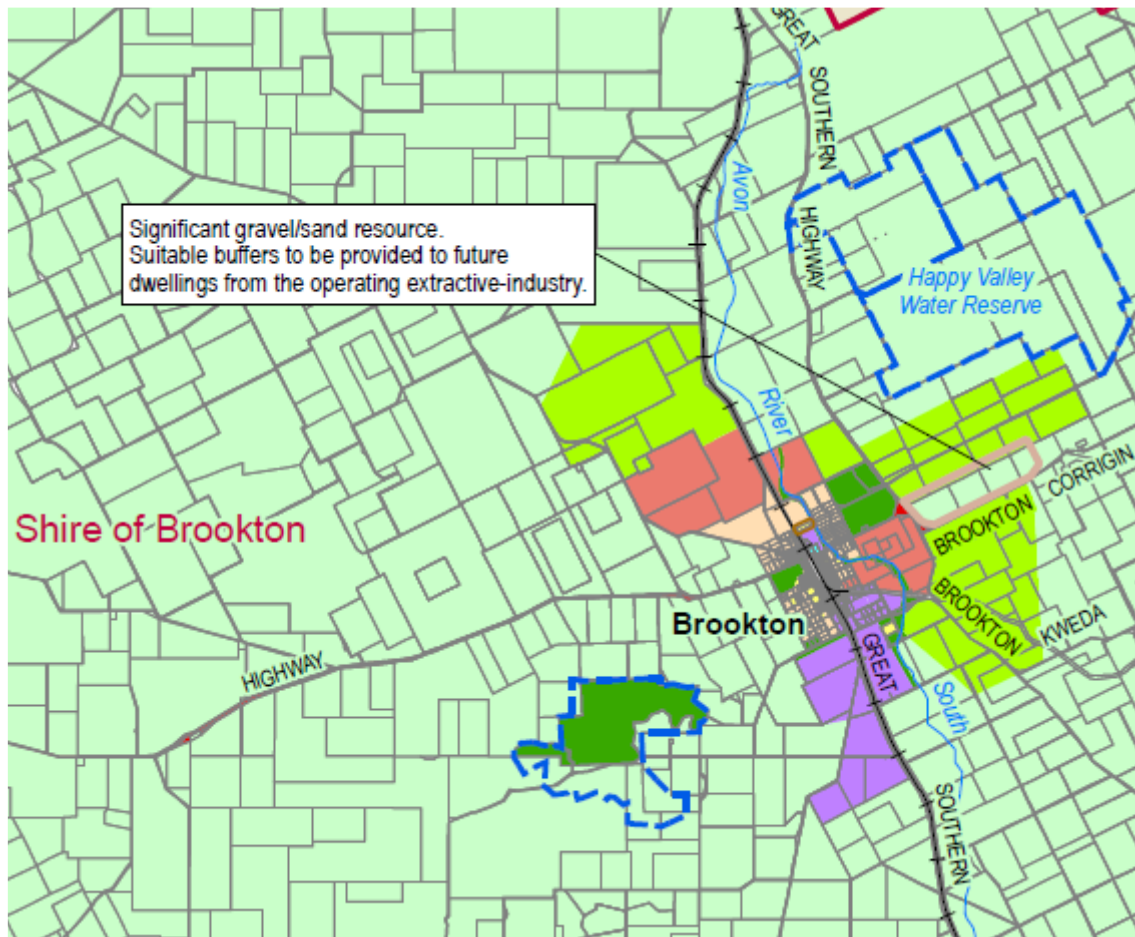 GREAT
SOUTHERN
HIGHWAY
Avon
River
Significant gravel/sand resource.
Suitable buffers to be provided to future
dwellings from the operating extractive-industry.
Happy Valley
Water Reserve
CORRIGIN
BROOKTON
Shire of Brookton
BROOKTON
KWEDA
Brookton
HIGHWAY
GREAT
South
SOUTHERN